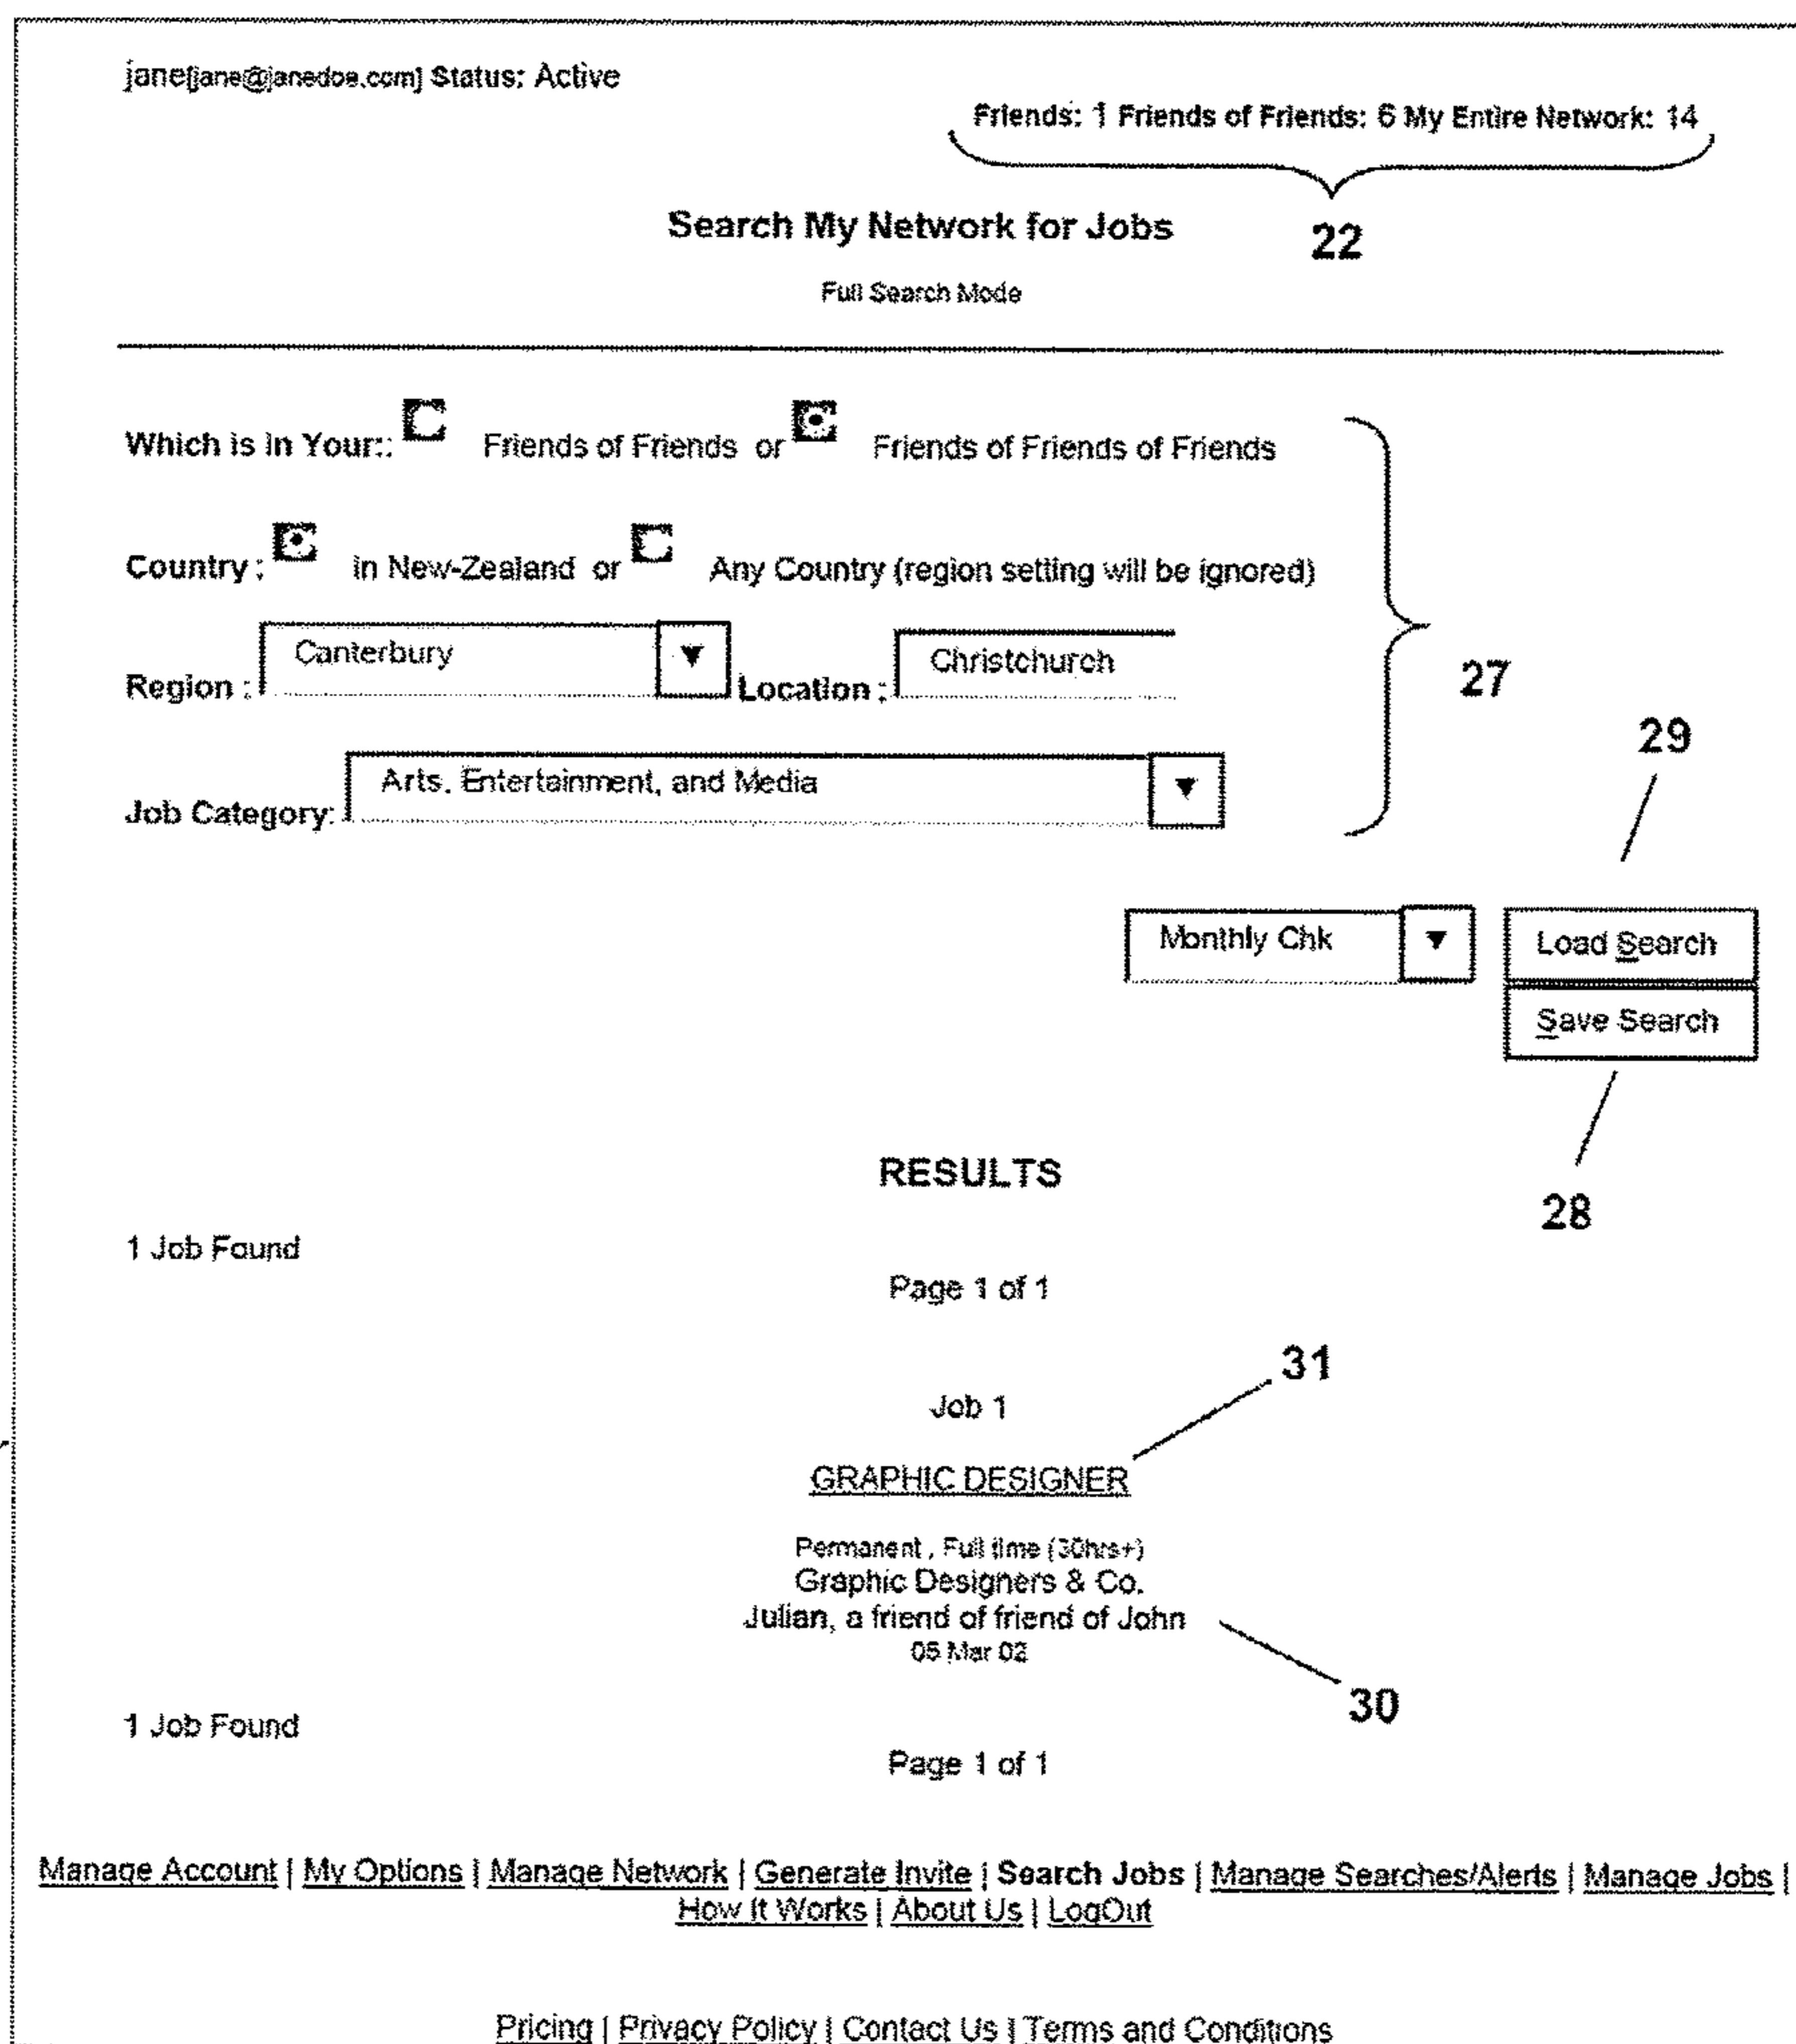 jane[jane@janedoe.com] Status: Active
Friends: 1 Friends of Friends: 6 My Entire Network: 14
22
Search My Network for Jobs
Full Search Mode
Which is in Your:: Friends of Friends or Friends of Friends of Friends
Country : in New-Zealand or Any Country (region setting will be ignored)
Region : Canterbury Location : Christchurch
27
29
Job Category: Arts, Entertainment, and Media
Monthly Chk Load Search
Save Search
28
RESULTS
1 Job Found
Page 1 of 1
31
Job 1
GRAPHIC DESIGNER
Permanent , Full time (30hrs+)
Graphic Designers & Co.
Julian, a friend of friend of John
05 Mar 02
30
1 Job Found
Page 1 of 1
Manage Account | My Options | Manage Network | Generate Invite | Search Jobs | Manage Searches/Alerts | Manage Jobs |
How It Works | About Us | LogOut
Pricing | Privacy Policy | Contact Us | Terms and Conditions